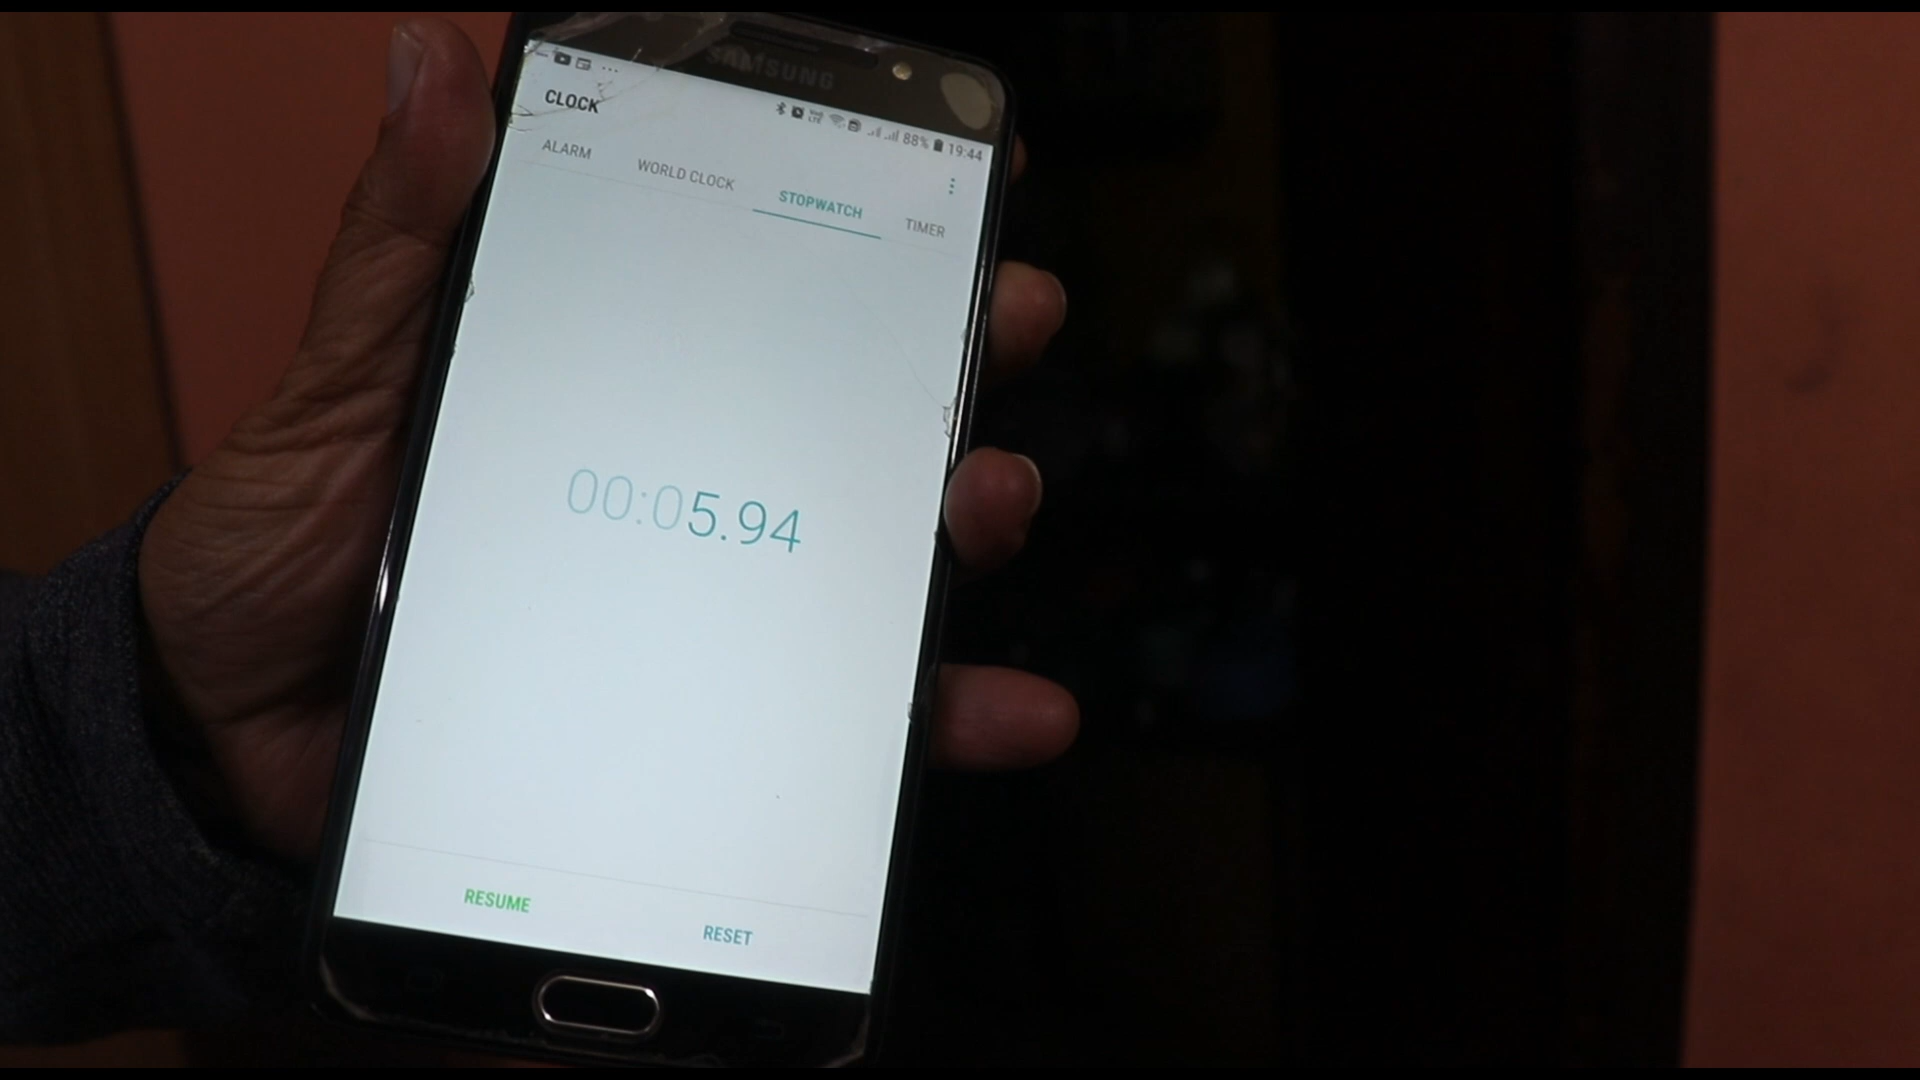 SAMSUNG
88% 19:44
CLOCK
ALARM WORLD CLOCK STOPWATCH TIMER
00:05.94
RESUME RESET